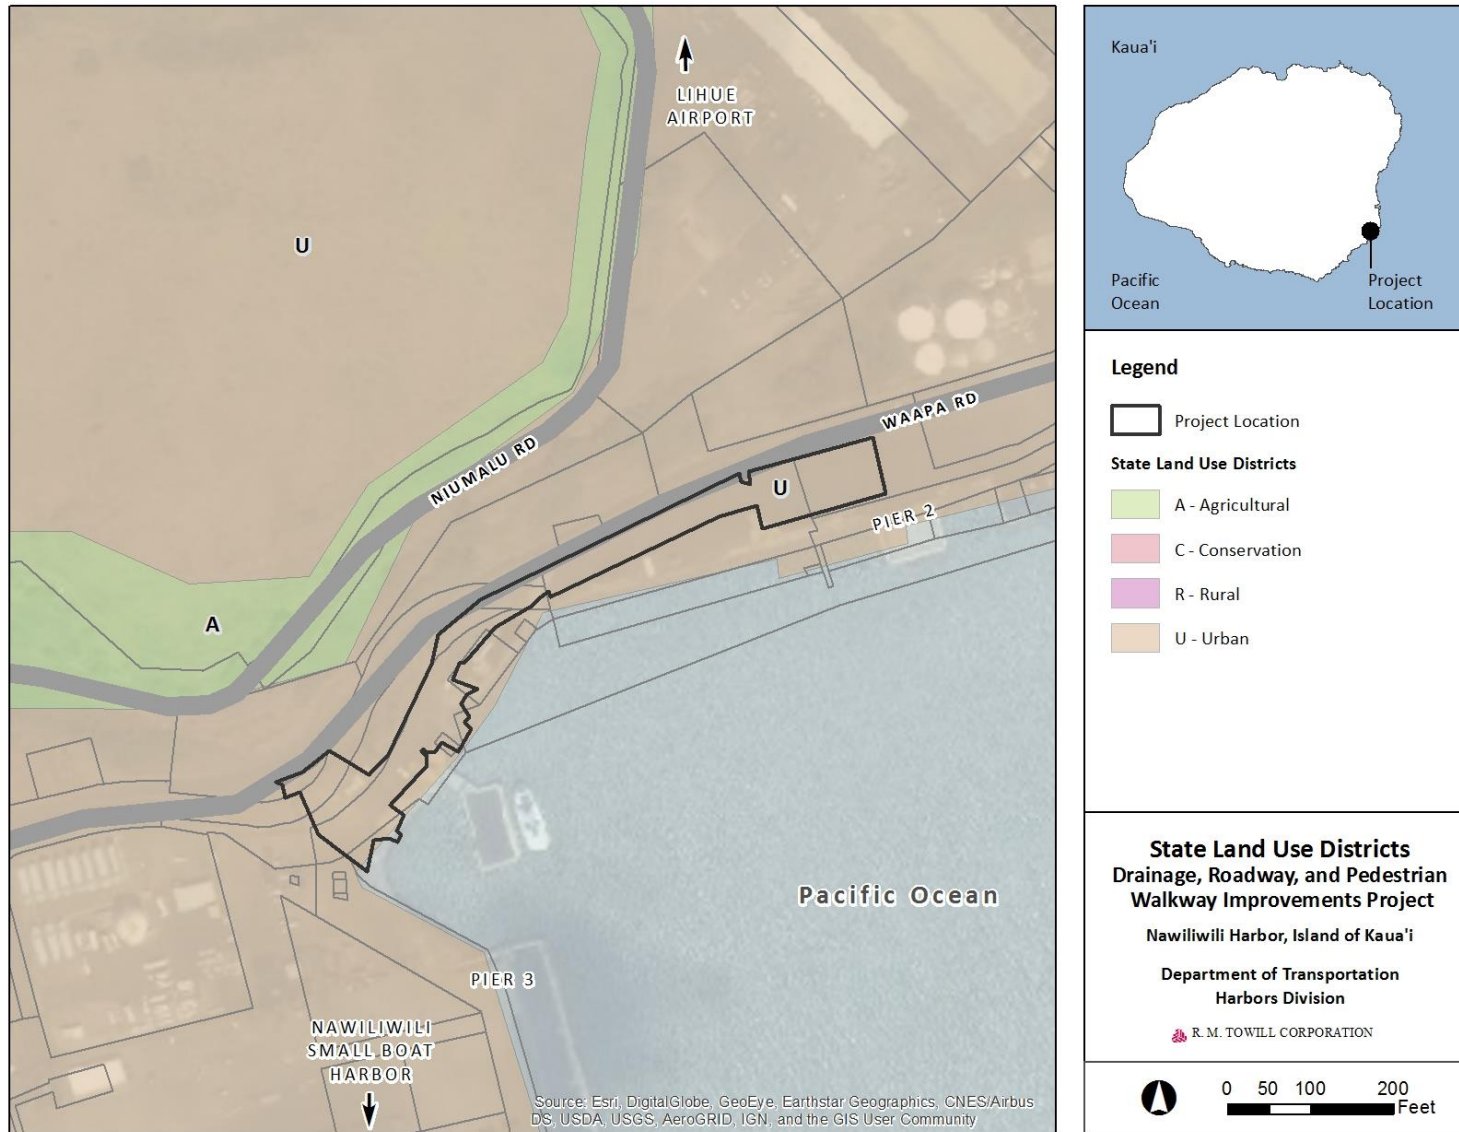 U
LIHUE
AIRPORT
WAAPA RD
NIUMALU RD
U
PIER 2
A
Pacific Ocean
PIER 3
NAWILIWILI
SMALL BOAT
HARBOR
Source: Esri, DigitalGlobe, GeoEye, Earthstar Geographics, CNES/Airbus
DS, USDA, USGS, AeroGRID, IGN, and the GIS User Community
Kaua'i
Pacific
Ocean
Project
Location
Legend
Project Location
State Land Use Districts
A - Agricultural
C - Conservation
R - Rural
U - Urban
State Land Use Districts
Drainage, Roadway, and Pedestrian
Walkway Improvements Project
Nawiliwili Harbor, Island of Kaua'i
Department of Transportation
Harbors Division
R. M. TOWILL CORPORATION
0 50 100 200
Feet